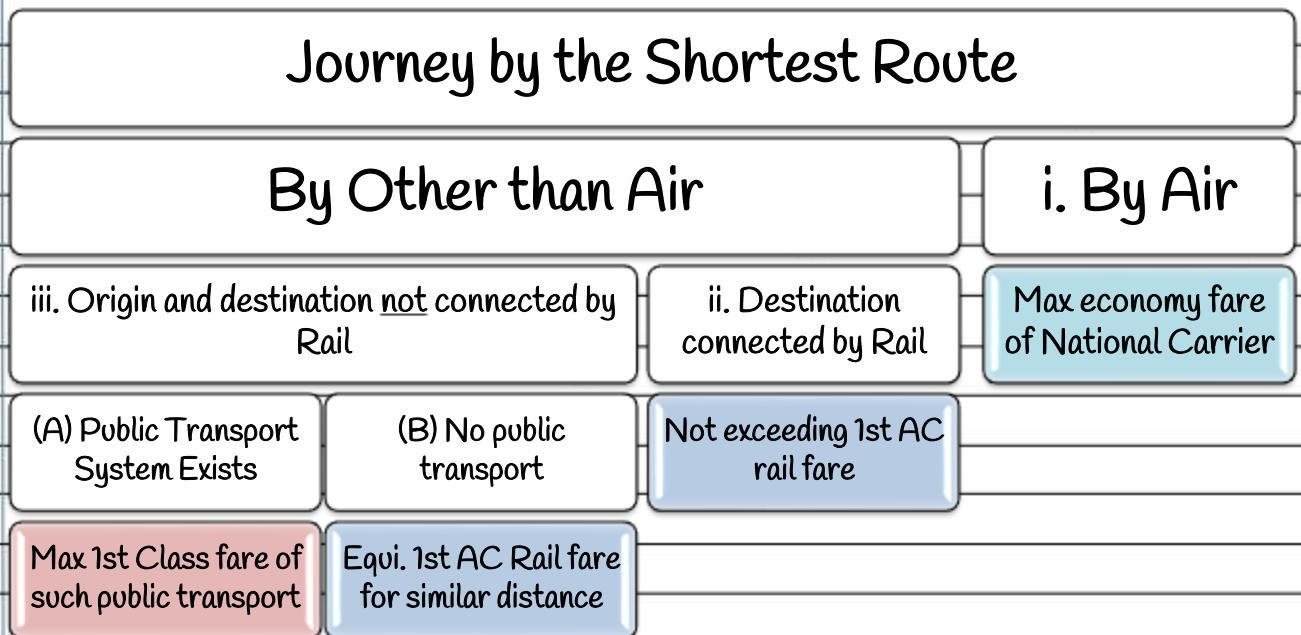 Journey by the Shortest Route
By Other than Air
i. By Air
iii. Origin and destination not connected by
Rail
ii. Destination
connected by Rail
Max economy fare
of National Carrier
(A) Public Transport
System Exists
(B) No public
transport
Not exceeding 1st AC
rail fare
Max 1st Class fare of
such public transport
Equi. 1st AC Rail fare
for similar distance